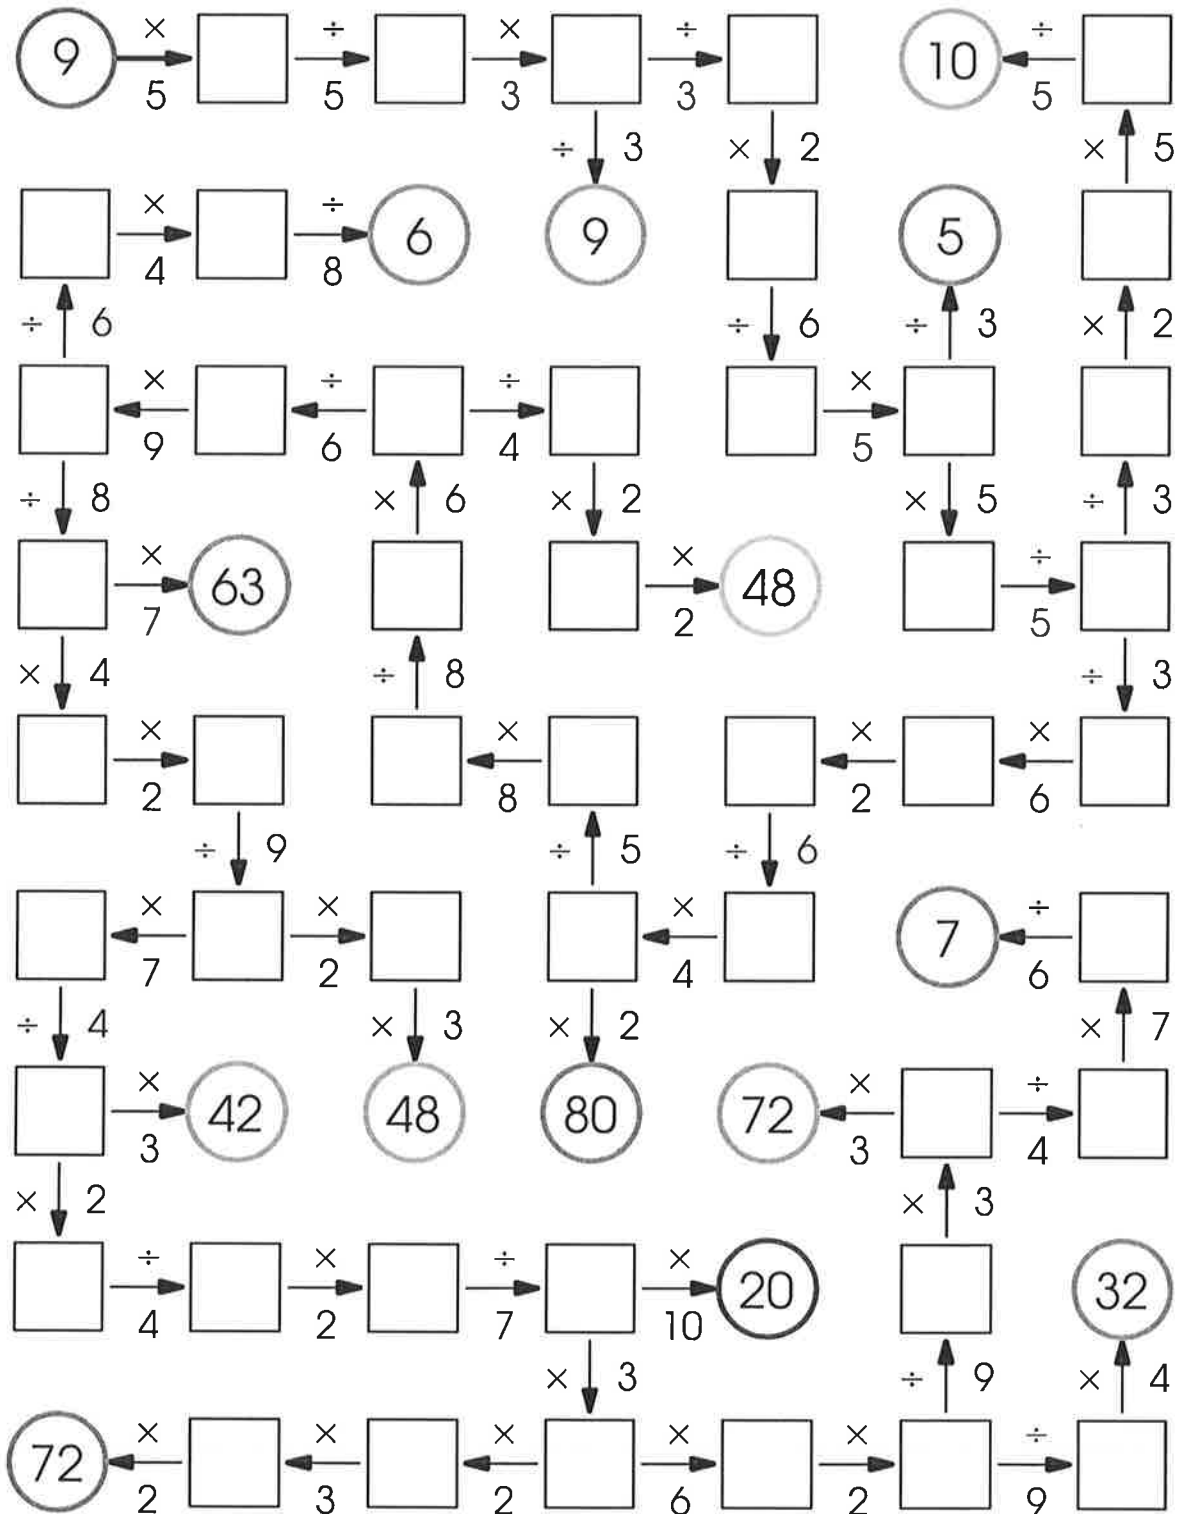 × ÷ × ÷ ÷
9 10
5 5 3 3 5
÷ 3 × 2 × 5
× ÷
6 9 5
4 8
÷ 6 ÷ 6 ÷ 3 × 2
× ÷ ÷ ×
9 6 4 5
÷ 8 × 6 × 2 × 5 ÷ 3
× × ÷
63 48
7 2 5
× 4 ÷ 8 ÷ 3
× × × ×
2 8 2 6
÷ 9 ÷ 5 ÷ 6
× × × ÷
7
7 2 4 6
÷ 4 × 3 × 2 × 7
× × ÷
42 48 80 72
3 3 4
× 2 × 3
÷ × ÷ ×
20 32
4 2 7 10
× 3 ÷ 9 × 4
× × × × × ÷
72
2 3 2 6 2 9